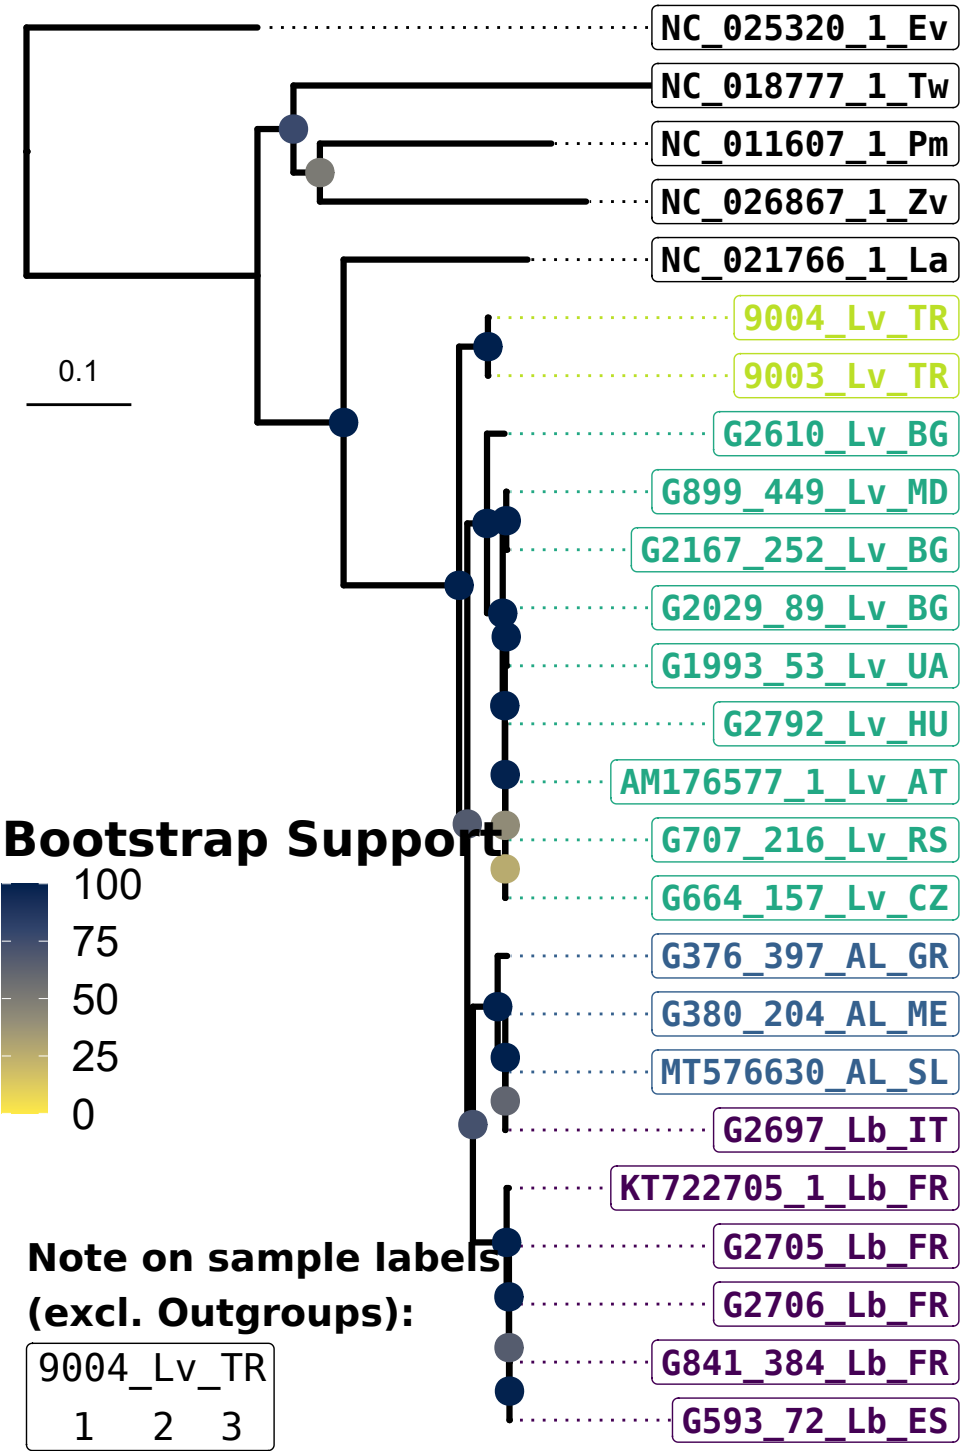 NC_025320_1_Ev
NC_018777_1_Tw
NC_011607_1_Pm
NC_026867_1_Zv
NC_021766_1_La
9004_Lv_TR
0.1
9003_Lv_TR
G2610_Lv_BG
G899_449_Lv_MD
G2167_252_Lv_BG
G2029_89_Lv_BG
G1993_53_Lv_UA
G2792_Lv_HU
AM176577_1_Lv_AT
G707_216_Lv_RS
G664_157_Lv_CZ
G376_397_AL_GR
G380_204_AL_ME
MT576630_AL_SL
G2697_Lb_IT
KT722705_1_Lb_FR
G2705_Lb_FR
G2706_Lb_FR
G841_384_Lb_FR
G593_72_Lb_ES
Bootstrap Support
100
75
50
25
0
Note on sample labels
(excl. Outgroups):
9004_Lv_TR
1 2 3